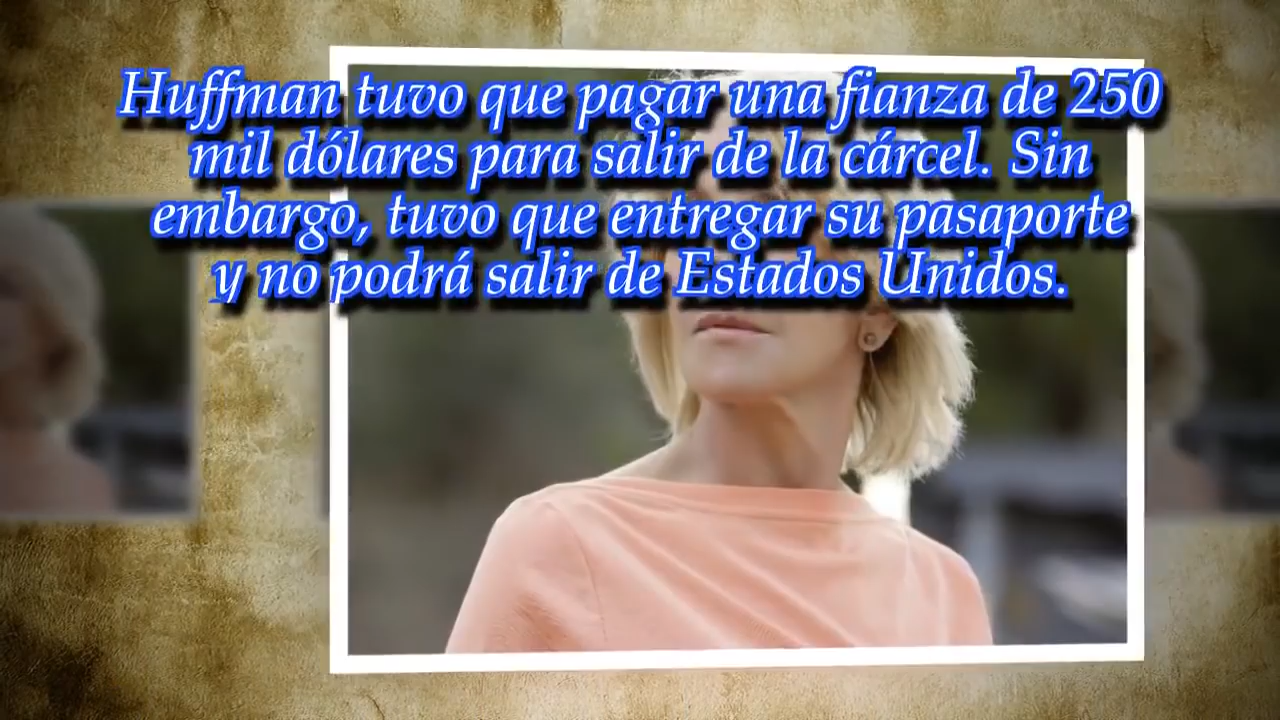 Huffman tuvo que pagar una fianza de 250
mil dólares para salir de la cárcel. Sin
embargo, tuvo que entregar su pasaporte
y no podrá salir de Estados Unidos.